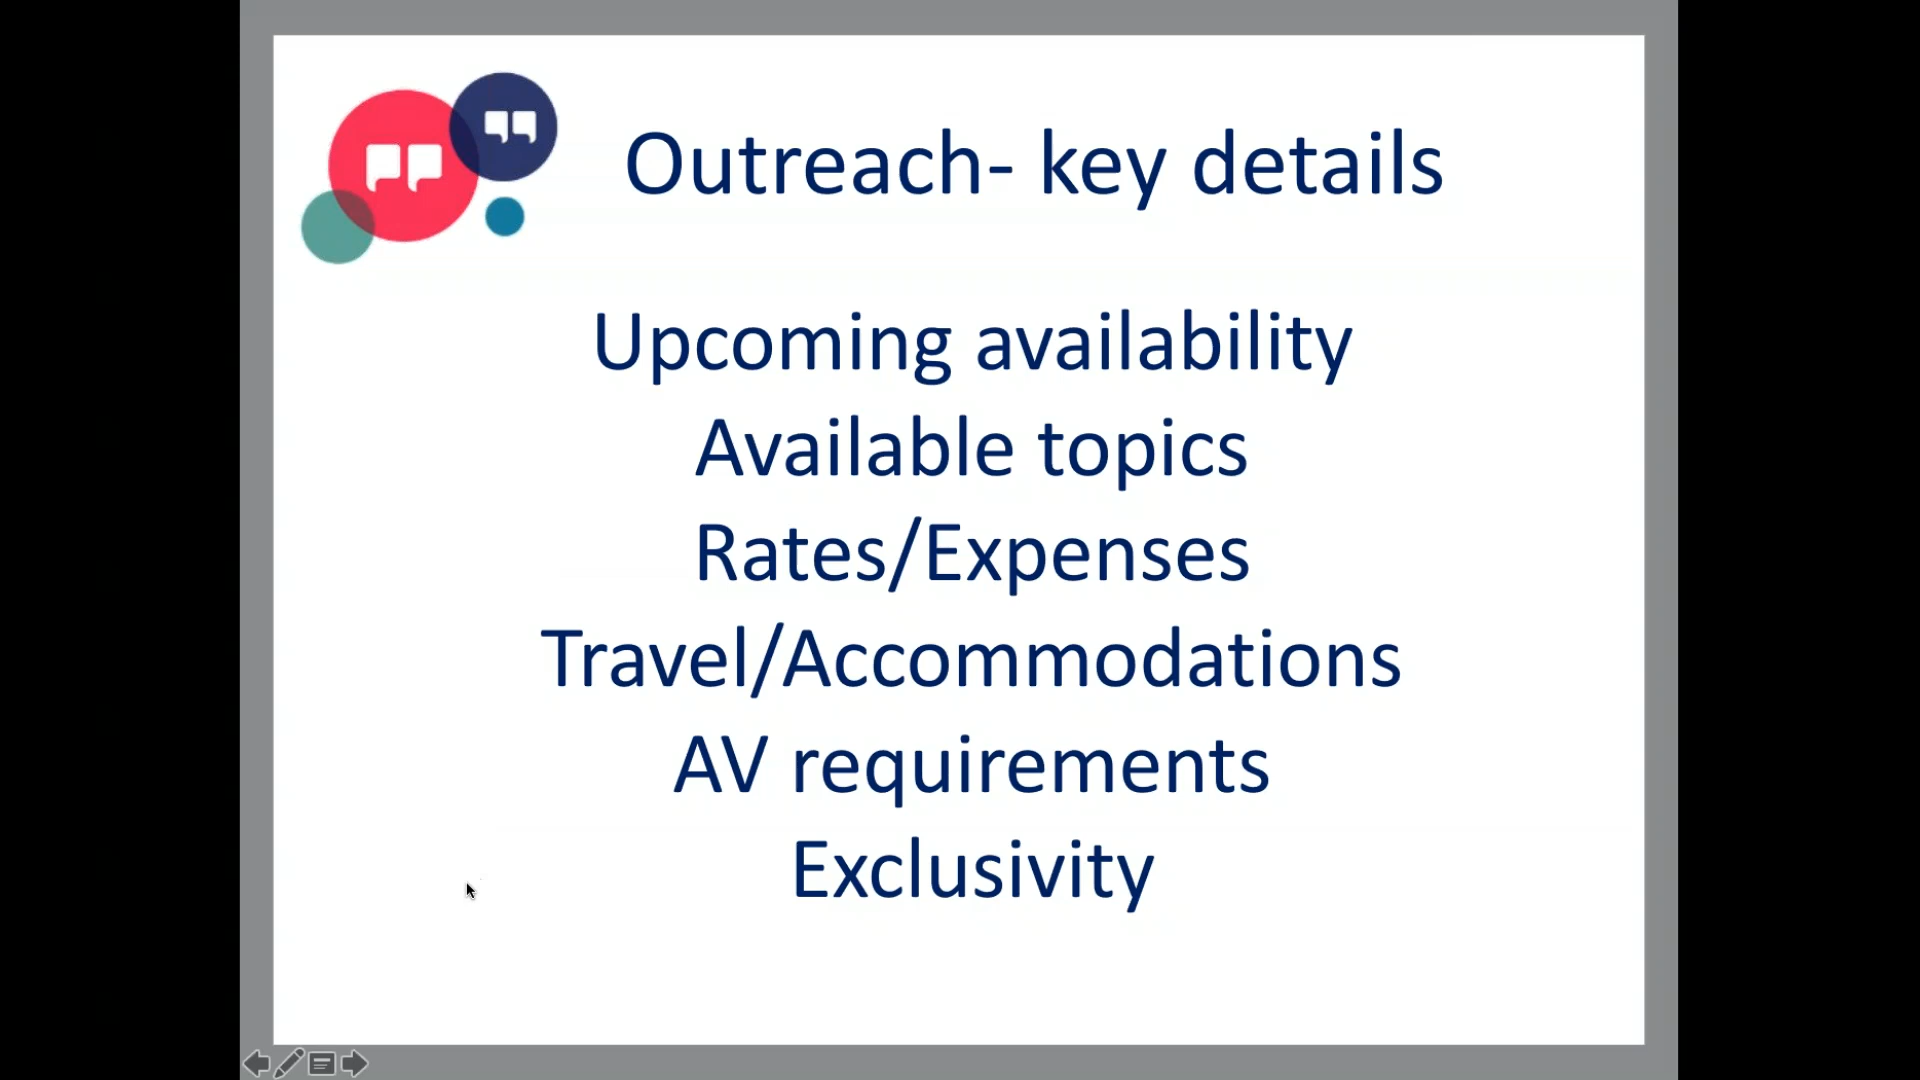 Outreach- key details
Upcoming availability
Available topics
Rates/Expenses
Travel/Accommodations
AV requirements
Exclusivity